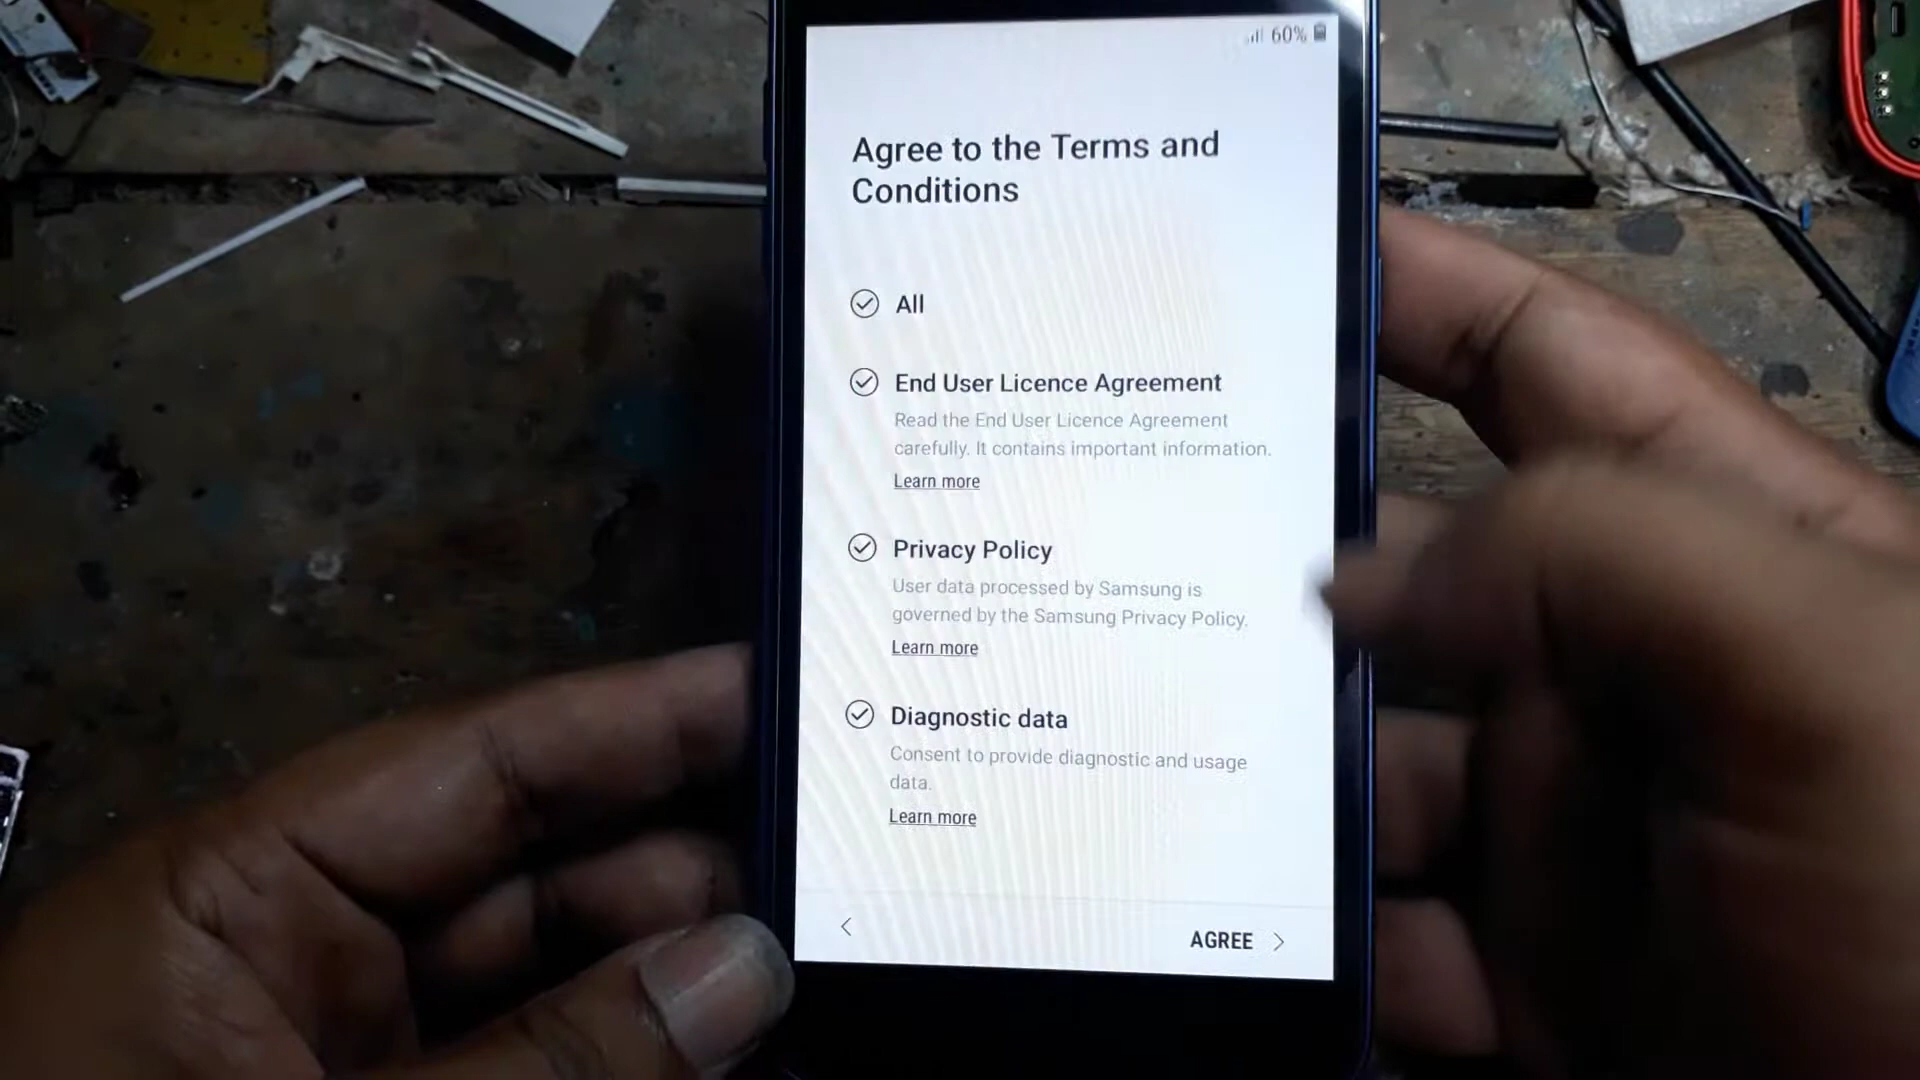 60%
Agree to the Terms and
Conditions
All
End User Licence Agreement
Read the End User Licence Agreement
carefully. It contains important information.
Learn more
Privacy Policy
User data processed by Samsung is
governed by the Samsung Privacy Policy.
Learn more
Diagnostic data
Consent to provide diagnostic and usage
data.
Learn more
AGREE